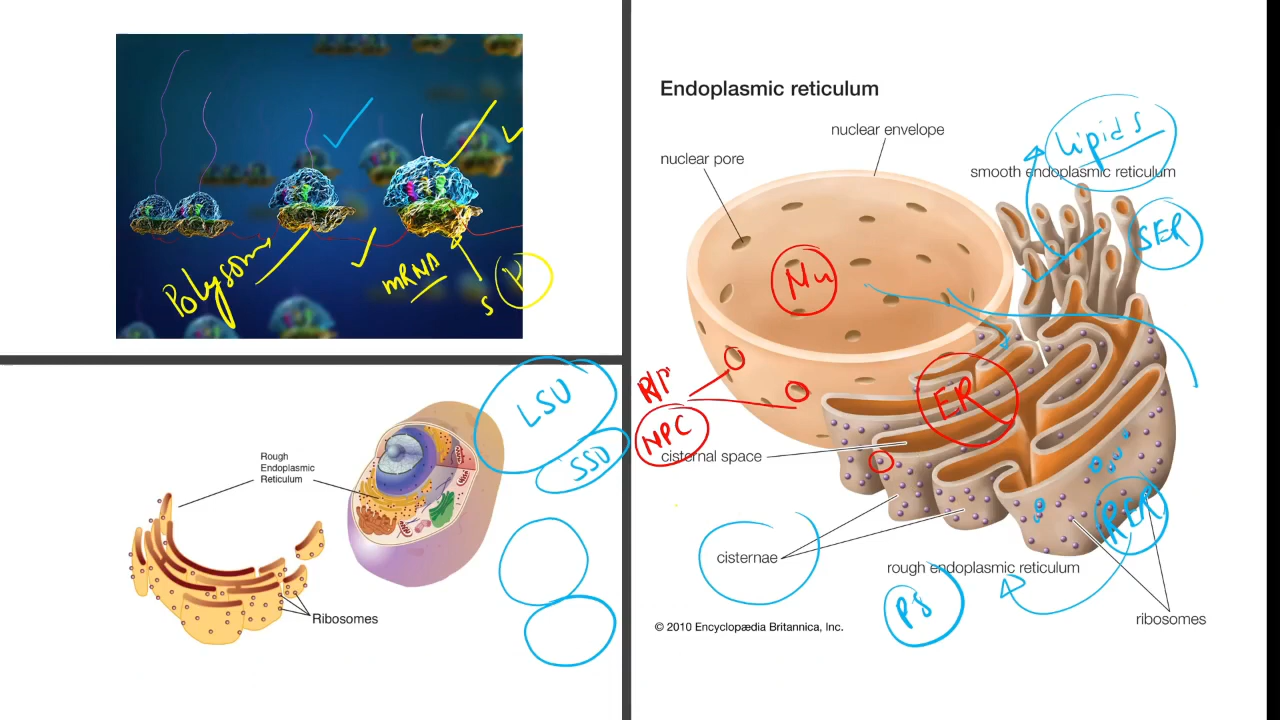 Polysom
mRNA
S
P
Rough
Endoplasmic
Reticulum
Ribosomes
LSU
SSU
Endoplasmic reticulum
nuclear envelope
nuclear pore
Lipids
smooth endoplasmic reticulum
SER
Nu
ER
NPC
cisternal space
cisternae
RER
rough endoplasmic reticulum
PS
ribosomes
© 2010 Encyclopædia Britannica, Inc.